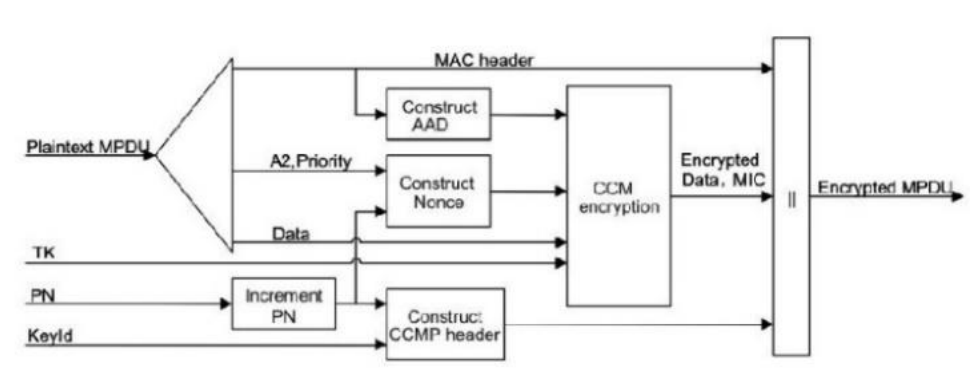 MAC header
Construct
AAD
Plaintext MPDU
A2,Priority
Construct
Nonce
CCM
encryption
Encrypted
Data, MIC
||
Encrypted MPDU
Data
TK
PN
Increment
PN
KeyId
Construct
CCMP header